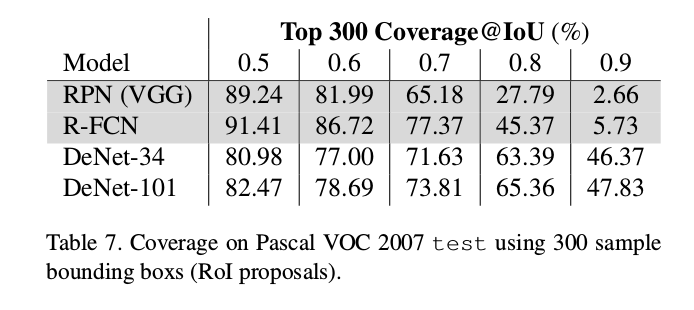 Top 300 Coverage@IoU (%)
Model 0.5 0.6 0.7 0.8 0.9
RPN (VGG) 89.24 81.99 65.18 27.79 2.66
R-FCN 91.41 86.72 77.37 45.37 5.73
DeNet-34 80.98 77.00 71.63 63.39 46.37
DeNet-101 82.47 78.69 73.81 65.36 47.83
Table 7. Coverage on Pascal VOC 2007 test using 300 sample
bounding boxs (RoI proposals).